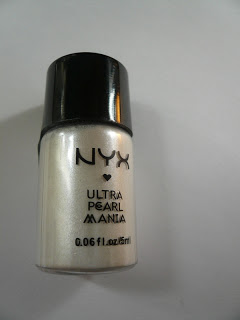 NYX
ULTRA
PEARL
MANIA
0.06 fl.oz/5ml